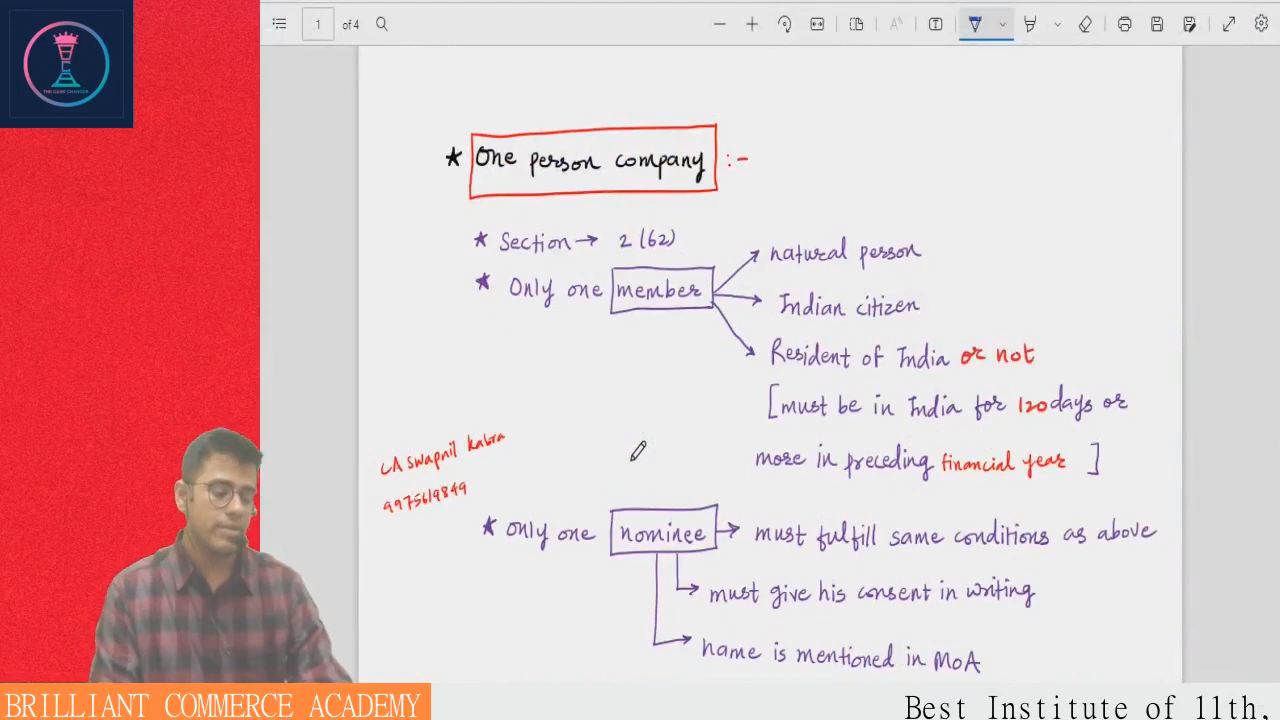 1 of 4
THE GAME CHANGER
★ One person company :-
★ Section → 2 (62)
★ Only one member
natural person
Indian citizen
Resident of India or not
[must be in India for 120 days or
more in preceding financial year ]
CA Swapnil Kabra
9975619849
★ only one nominee → must fulfill same conditions as above
must give his consent in writing
name is mentioned in MoA
BRILLIANT COMMERCE ACADEMY
Best Institute of 11th,